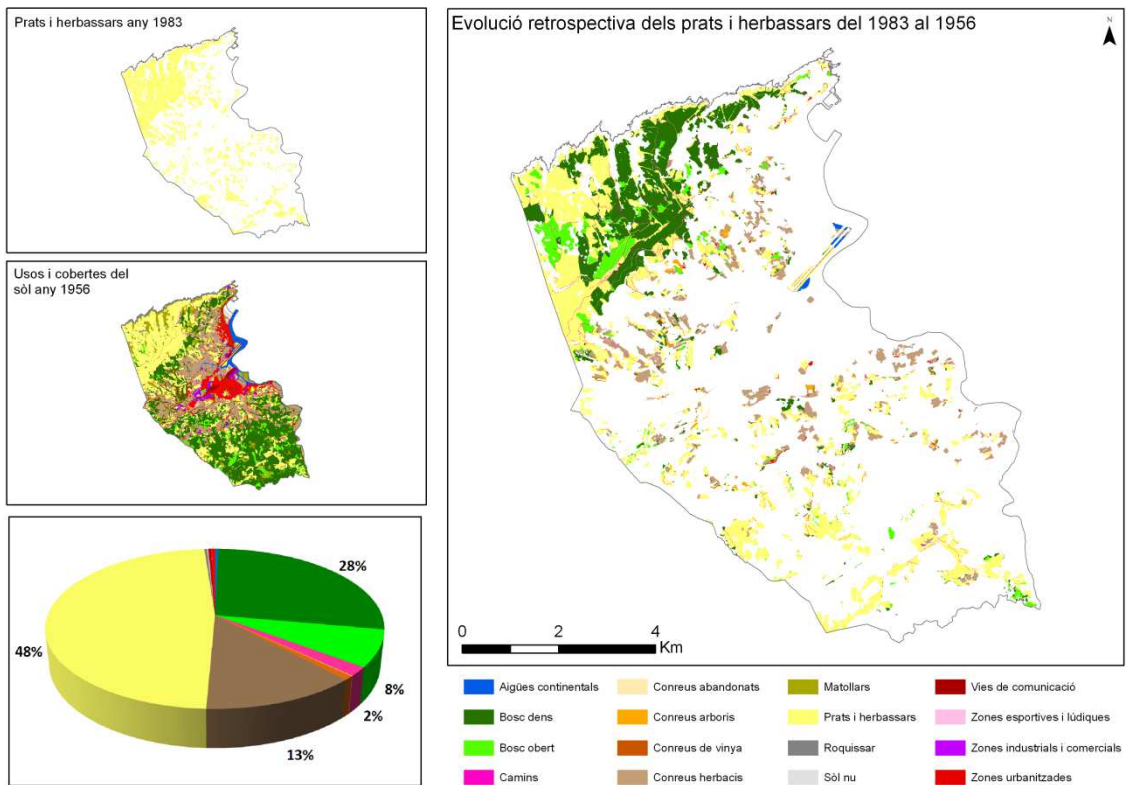 Prats i herbassars any 1983
Usos i cobertes del
sòl any 1956
28%
8%
2%
13%
48%
Evolució retrospectiva dels prats i herbassars del 1983 al 1956
N
0 2 4
Km
Aigües continentals
Bosc dens
Bosc obert
Camins
Conreus abandonats
Conreus arboris
Conreus de vinya
Conreus herbacis
Matollars
Prats i herbassars
Roquissar
Sòl nu
Vies de comunicació
Zones esportives i lúdiques
Zones industrials i comercials
Zones urbanitzades